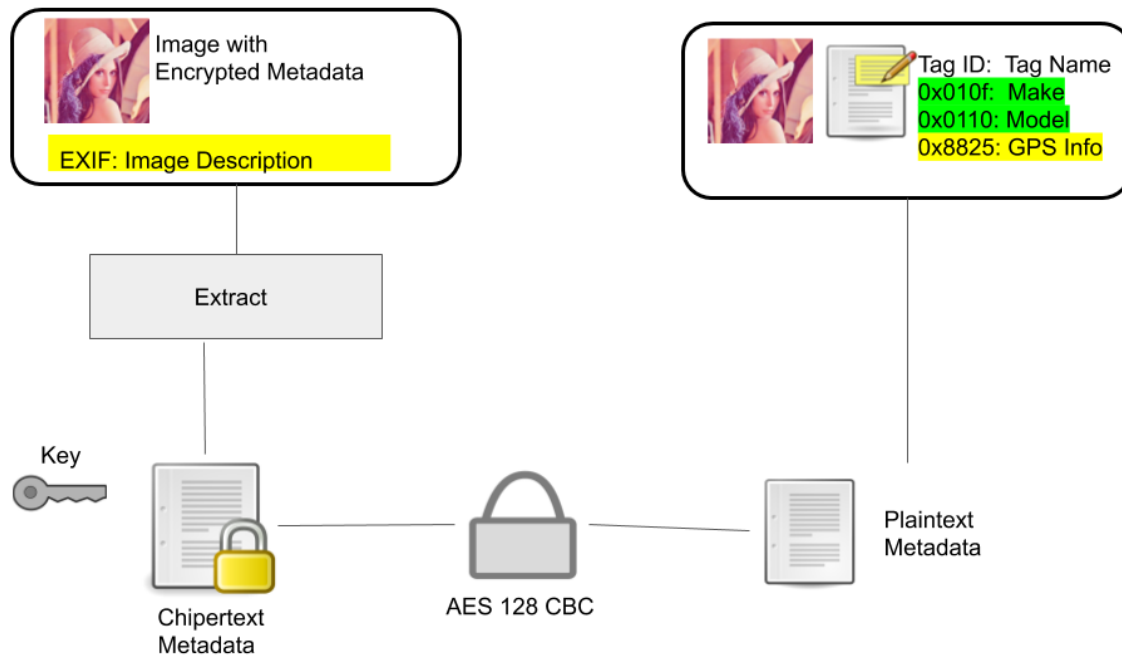 Image with
Encrypted Metadata
EXIF: Image Description
Tag ID:  Tag Name
0x010f:  Make
0x0110: Model
0x8825: GPS Info
Extract
Key
Chipertext
Metadata
AES 128 CBC
Plaintext
Metadata